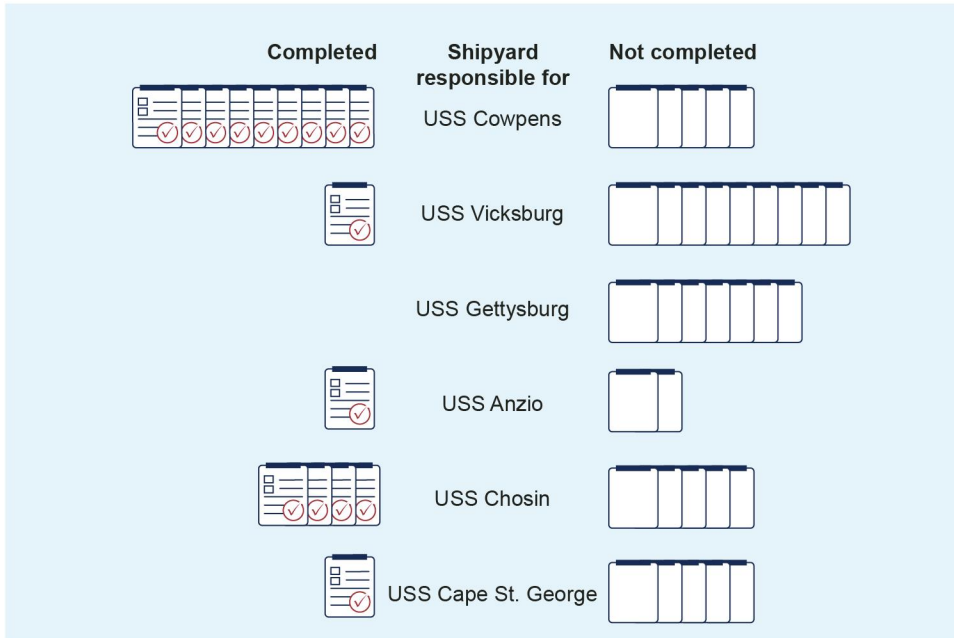 Completed
Shipyard
responsible for
Not completed
USS Cowpens
USS Vicksburg
USS Gettysburg
USS Anzio
USS Chosin
USS Cape St. George